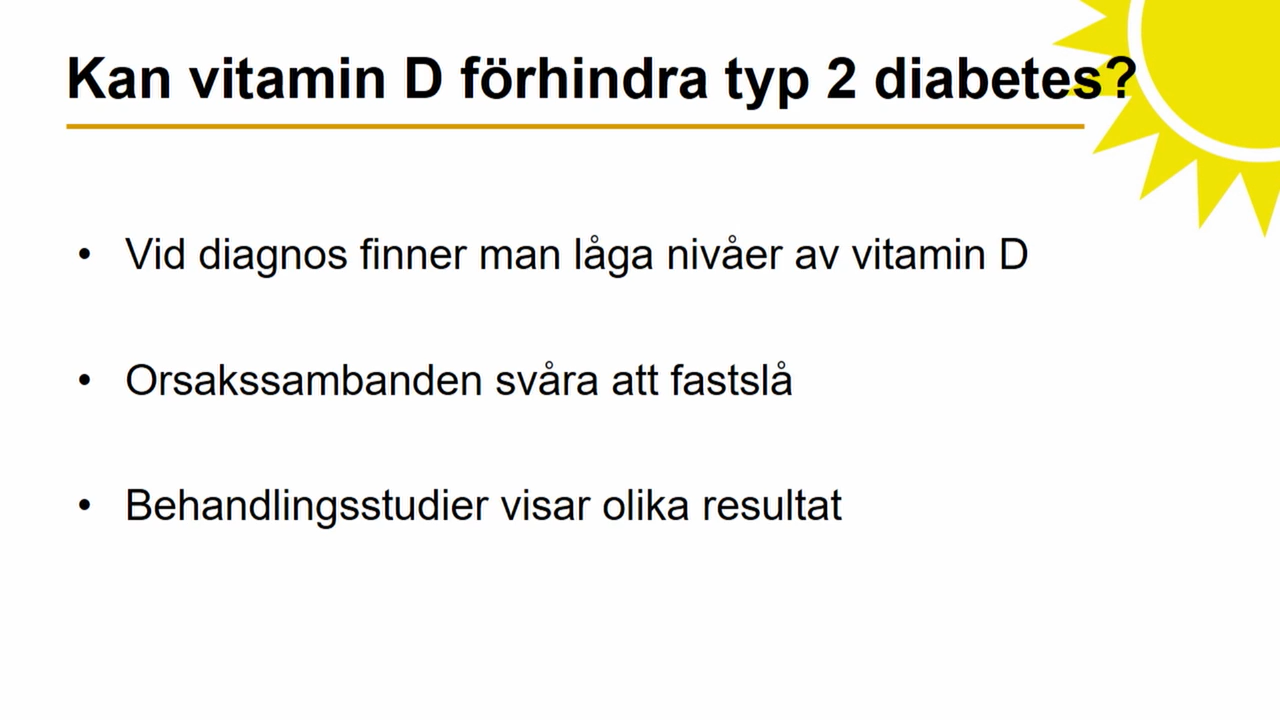 Kan vitamin D förhindra typ 2 diabetes?
• Vid diagnos finner man låga nivåer av vitamin D
• Orsakssambanden svåra att fastslå
• Behandlingsstudier visar olika resultat